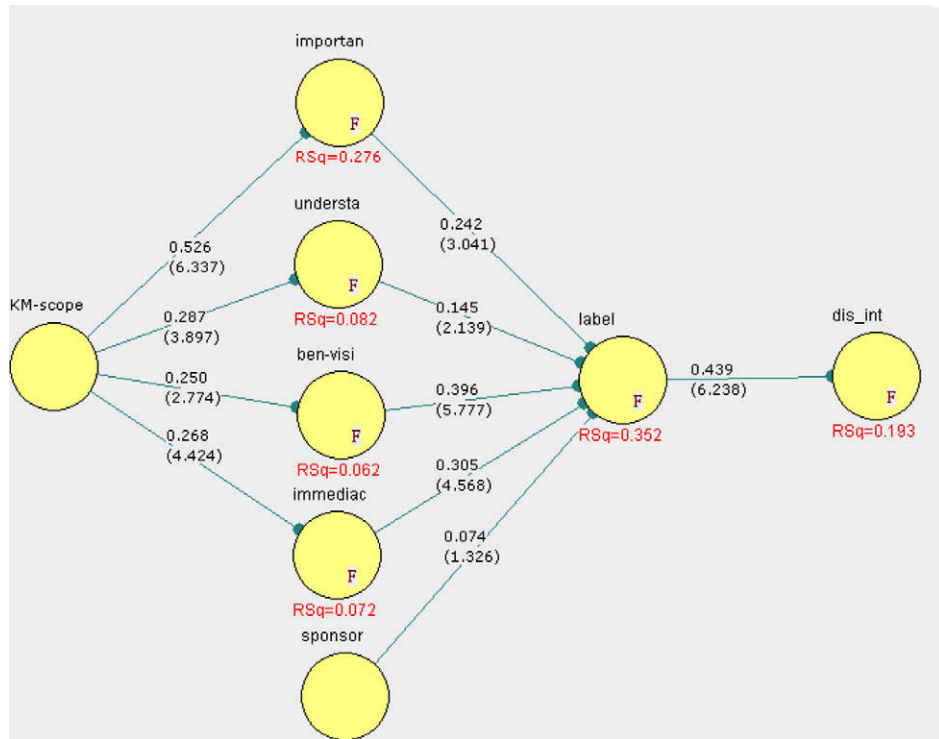 importan
F
RSq=0.276
understa
F
RSq=0.082
0.526
(6.337)
0.242
(3.041)
KM-scope
0.287
(3.897)
0.145
(2.139)
label
F
RSq=0.352
dis_int
F
RSq=0.193
ben-visi
F
RSq=0.062
0.250
(2.774)
0.396
(5.777)
0.439
(6.238)
0.268
(4.424)
immediac
F
RSq=0.072
0.305
(4.568)
0.074
(1.326)
sponsor